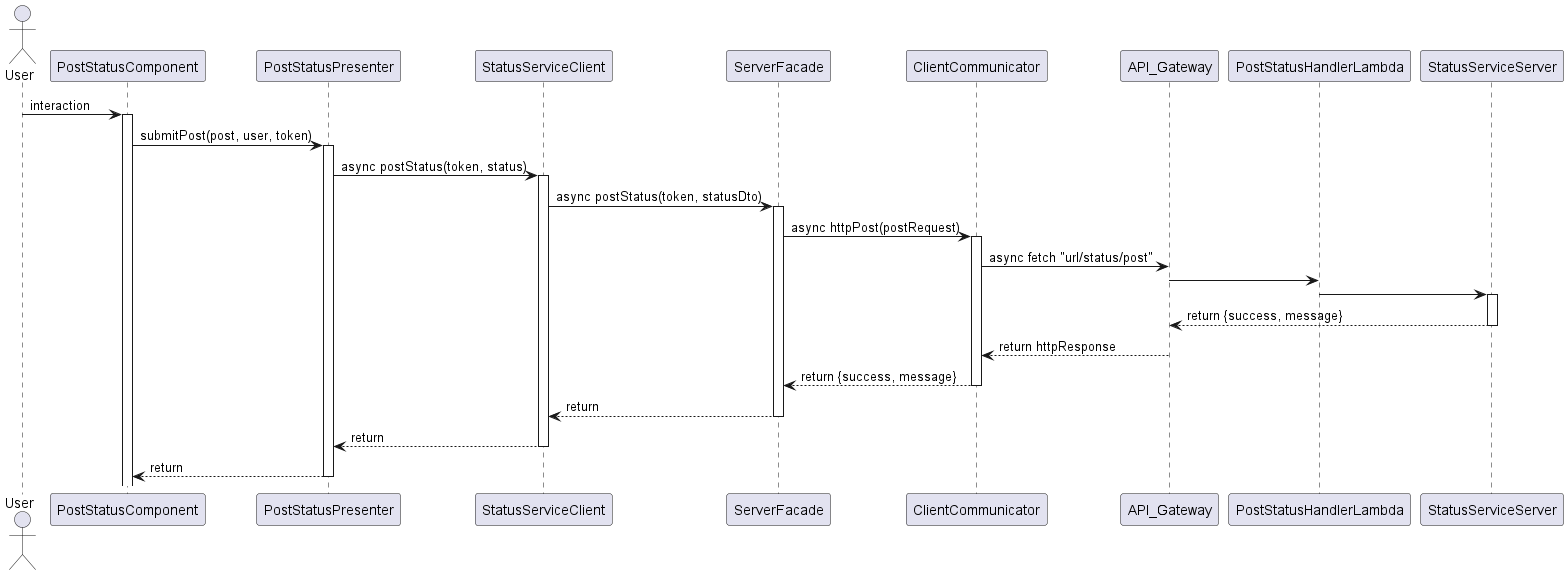 User
PostStatusComponent
PostStatusPresenter
StatusServiceClient
ServerFacade
ClientCommunicator
API_Gateway
PostStatusHandlerLambda
StatusServiceServer
interaction
submitPost(post, user, token)
async postStatus(token, status)
async postStatus(token, statusDto)
async httpPost(postRequest)
async fetch "url/status/post"
return {success, message}
return httpResponse
return {success, message}
return
return
return
User
PostStatusComponent
PostStatusPresenter
StatusServiceClient
ServerFacade
ClientCommunicator
API_Gateway
PostStatusHandlerLambda
StatusServiceServer